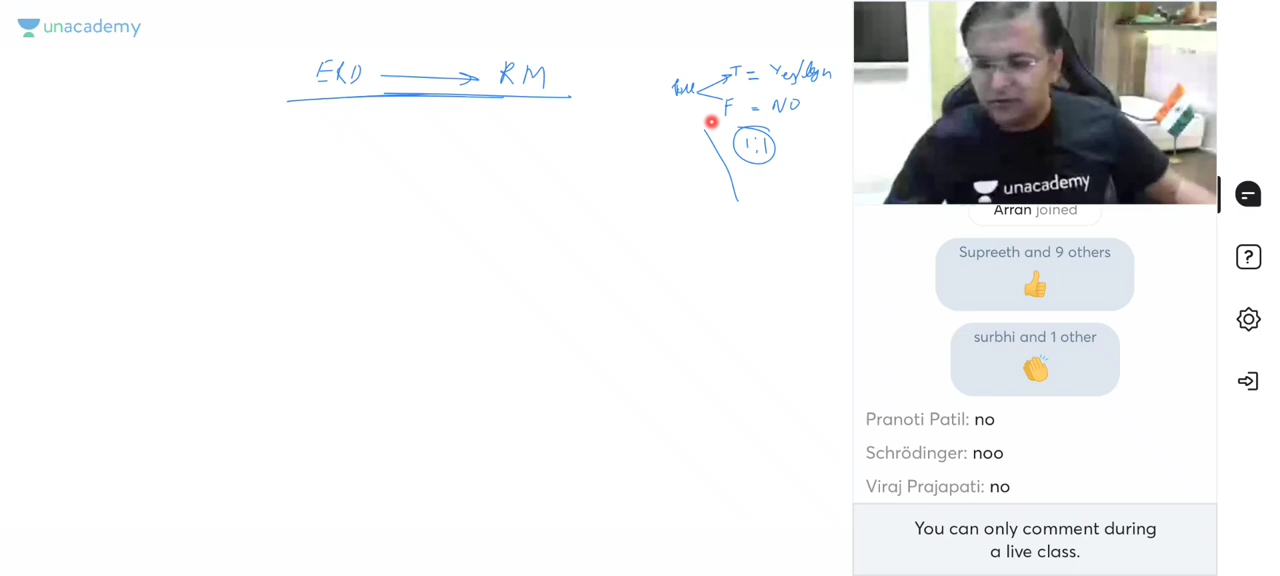 unacademy
ERD → RM
T = Yes/
F = NO
1:1
unacademy
Arran joined
Supreeth and 9 others
surbhi and 1 other
Pranoti Patil: no
Schrödinger: noo
Viraj Prajapati: no
You can only comment during
a live class.
?